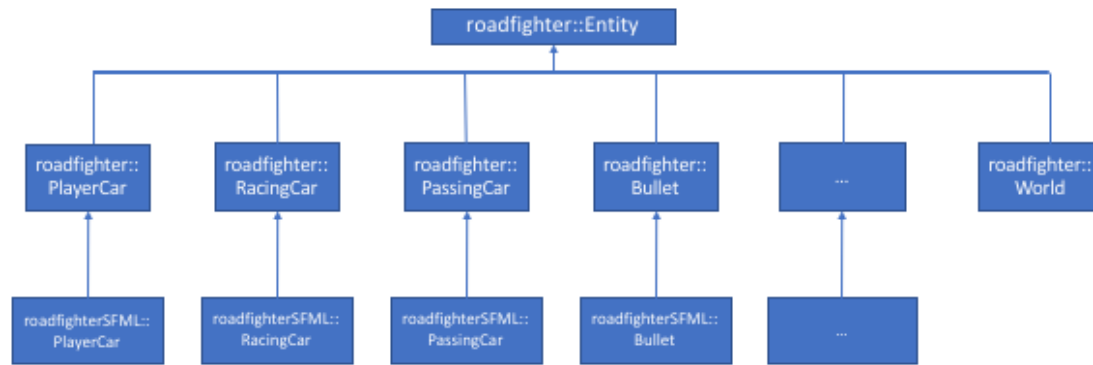 roadfighter::Entity
roadfighter::
PlayerCar
roadfighter::
RacingCar
roadfighter::
PassingCar
roadfighter::
Bullet
...
roadfighter::
World
roadfighterSFML::
PlayerCar
roadfighterSFML::
RacingCar
roadfighterSFML::
PassingCar
roadfighterSFML::
Bullet
...